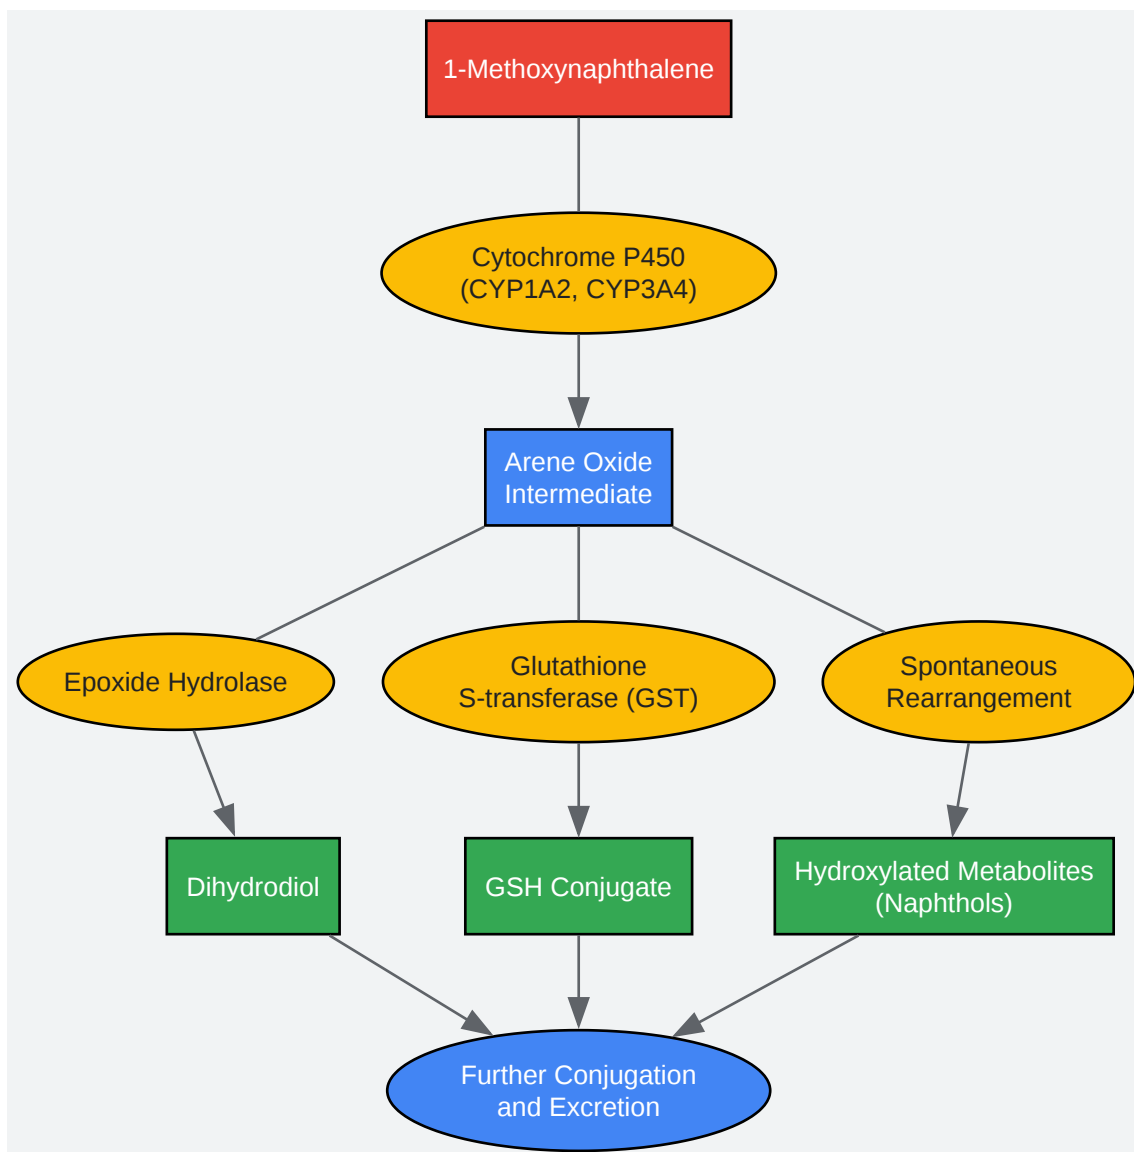 1-Methoxynaphthalene
Cytochrome P450
(CYP1A2, CYP3A4)
Arene Oxide
Intermediate
Epoxide Hydrolase
Glutathione
S-transferase (GST)
Spontaneous
Rearrangement
Dihydrodiol
GSH Conjugate
Hydroxylated Metabolites
(Naphthols)
Further Conjugation
and Excretion